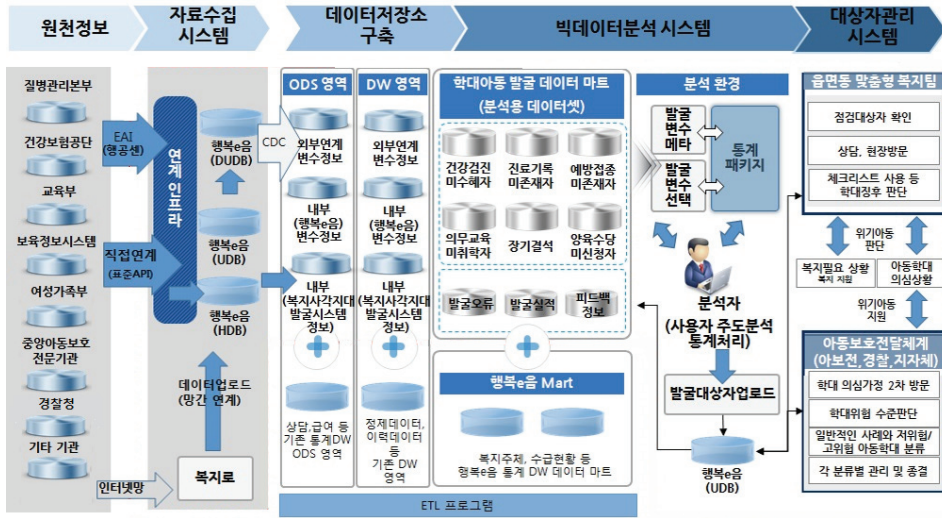 원천정보
자료수집
시스템
데이터저장소
구축
빅데이터분석 시스템
대상자관리
시스템
질병관리본부
건강보험공단
교육부
보육정보시스템
여성가족부
중앙아동보호
전문기관
경찰청
기타 기관
EAI
(행공센)
직접연계
(표준API)
인터넷망
연계 인프라
행복e음
(DUDB)
행복e음
(UDB)
행복e음
(HDB)
데이터업로드
(망간 연계)
복지로
CDC
ODS 영역
외부연계
변수정보
내부
(행복e음)
변수정보
내부
(복지사각지대
발굴시스템
정보)
상담,급여 등
기존 통계DW
ODS 영역
DW 영역
외부연계
변수정보
내부
(행복e음)
변수정보
내부
(복지사각지대
발굴시스템
정보)
정제데이터,
이력데이터
등
기존 DW
영역
학대아동 발굴 데이터 마트
(분석용 데이터셋)
건강검진
미수혜자
진료기록
미존재자
예방접종
미존재자
의무교육
미취학자
장기결석
양육수당
미신청자
발굴오류
발굴실적
피드백
정보
행복e음 Mart
복지주체, 수급현황 등
행복e음 통계 DW 데이터 마트
ETL 프로그램
분석 환경
발굴
변수
메타
발굴
변수
선택
통계
패키지
분석자
(사용자 주도분석
통계처리)
발굴대상자업로드
행복e음
(UDB)
읍면동 맞춤형 복지팀
점검대상자 확인
상담, 현장방문
체크리스트 사용 등
학대징후 판단
위기아동
판단
복지필요 상황
복지 지원
아동학대
의심상황
위기아동
지원
아동보호전달체계
(아보전,경찰,지자체)
학대 의심가정 2차 방문
학대위험 수준판단
일반적인 사례와 저위험/
고위험 아동학대 분류
각 분류별 관리 및 종결